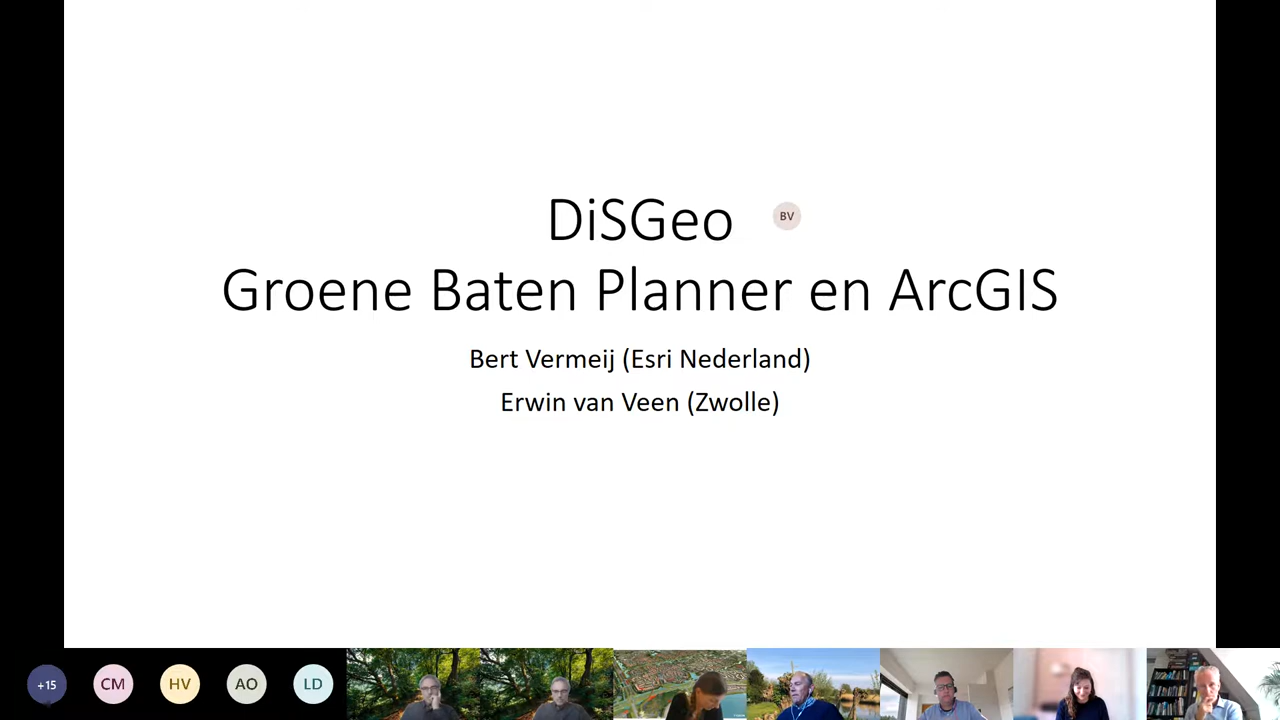 DiSGeo
BV
Groene Baten Planner en ArcGIS
Bert Vermeij (Esri Nederland)
Erwin van Veen (Zwolle)
+15
CM
HV
AO
LD